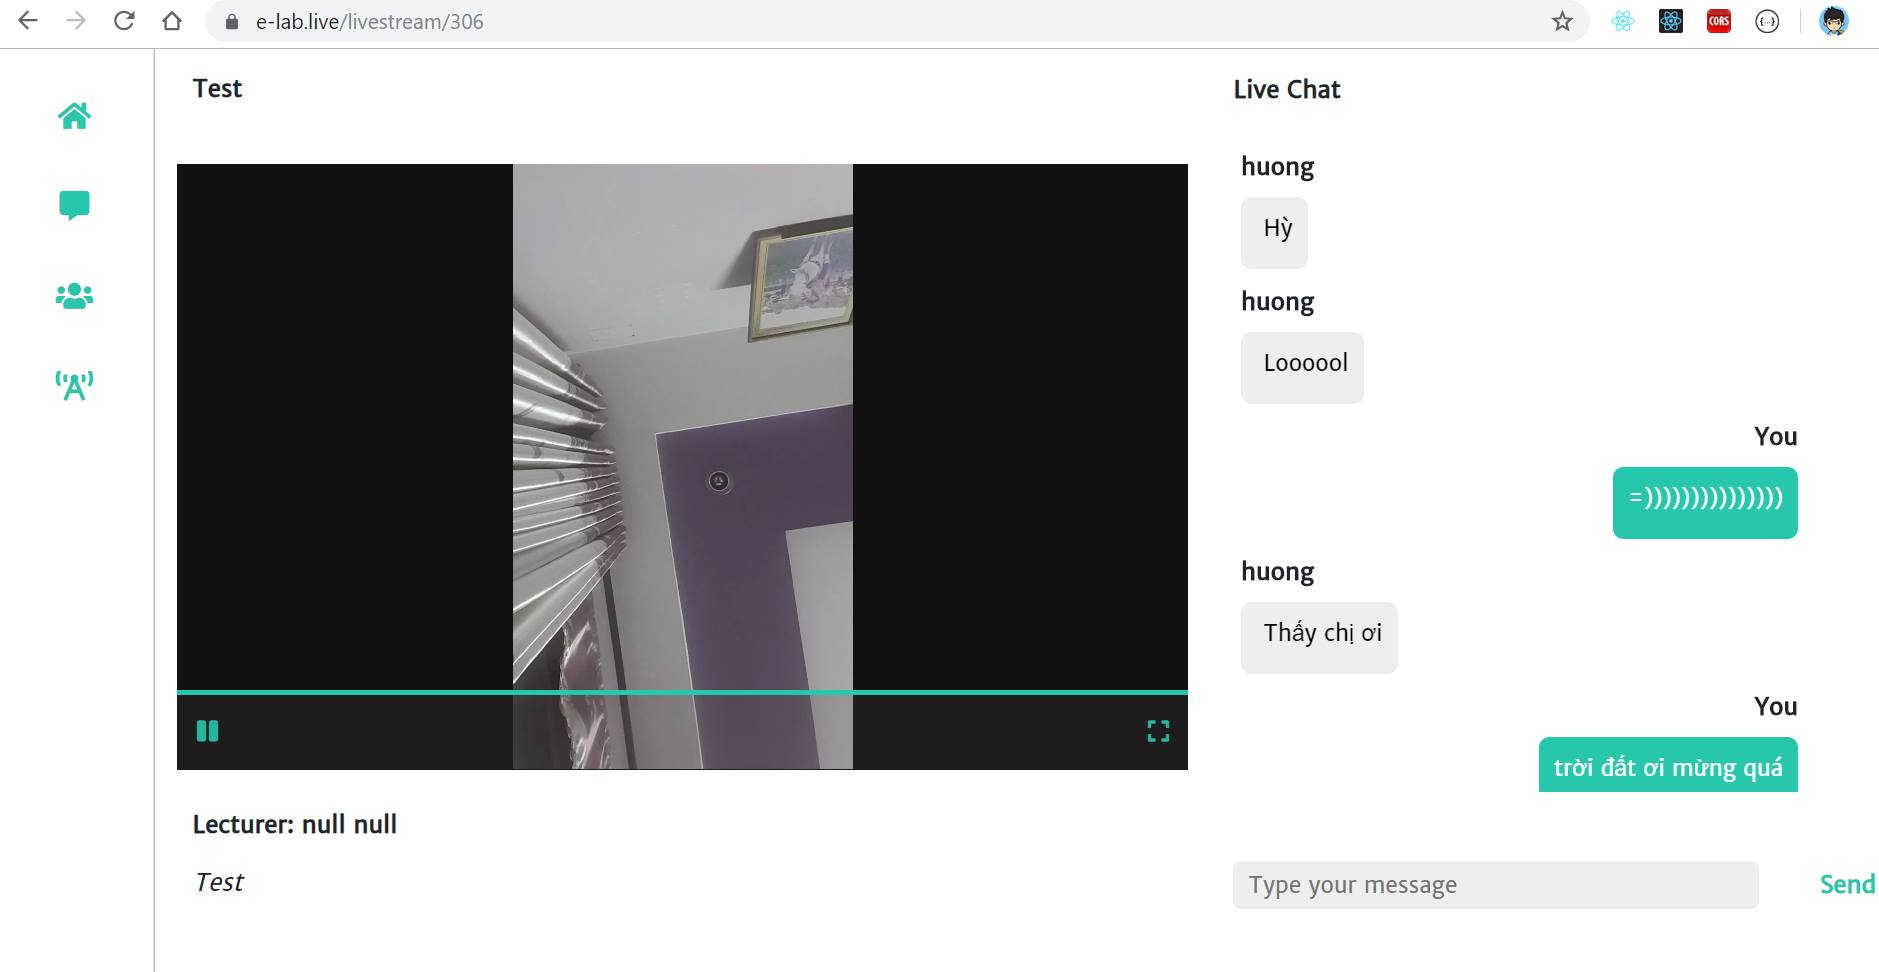 e-lab.live/livestream/306
CORS
{...}
Test
Live Chat
huong
Hỳ
huong
Loooool
You
=)))))))))))))))
huong
Thấy chị ơi
You
trời đất ơi mừng quá
Lecturer: null null
Test
Type your message
Send